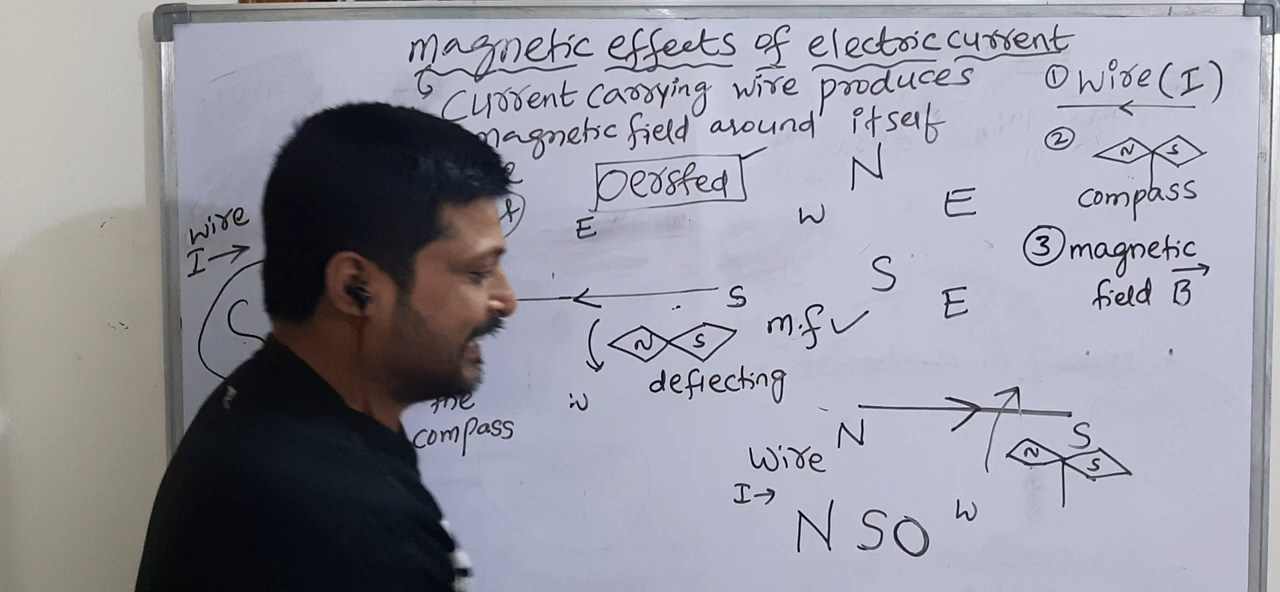 magnetic effects of electric current
Current carrying wire produces
magnetic field around itself
Oersted
① Wire (I)
② N S
compass
③ magnetic
field B
N
W E
S
E
wire
I →
E
S
N S
deflecting
m.f ✓
W
the
compass
E
N S
N S
Wire
I →
N S O W